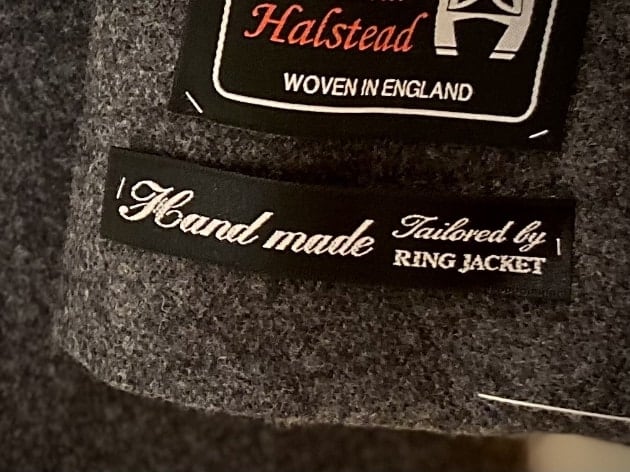 Halstead
WOVEN IN ENGLAND
Hand made
Tailored by
RING JACKET